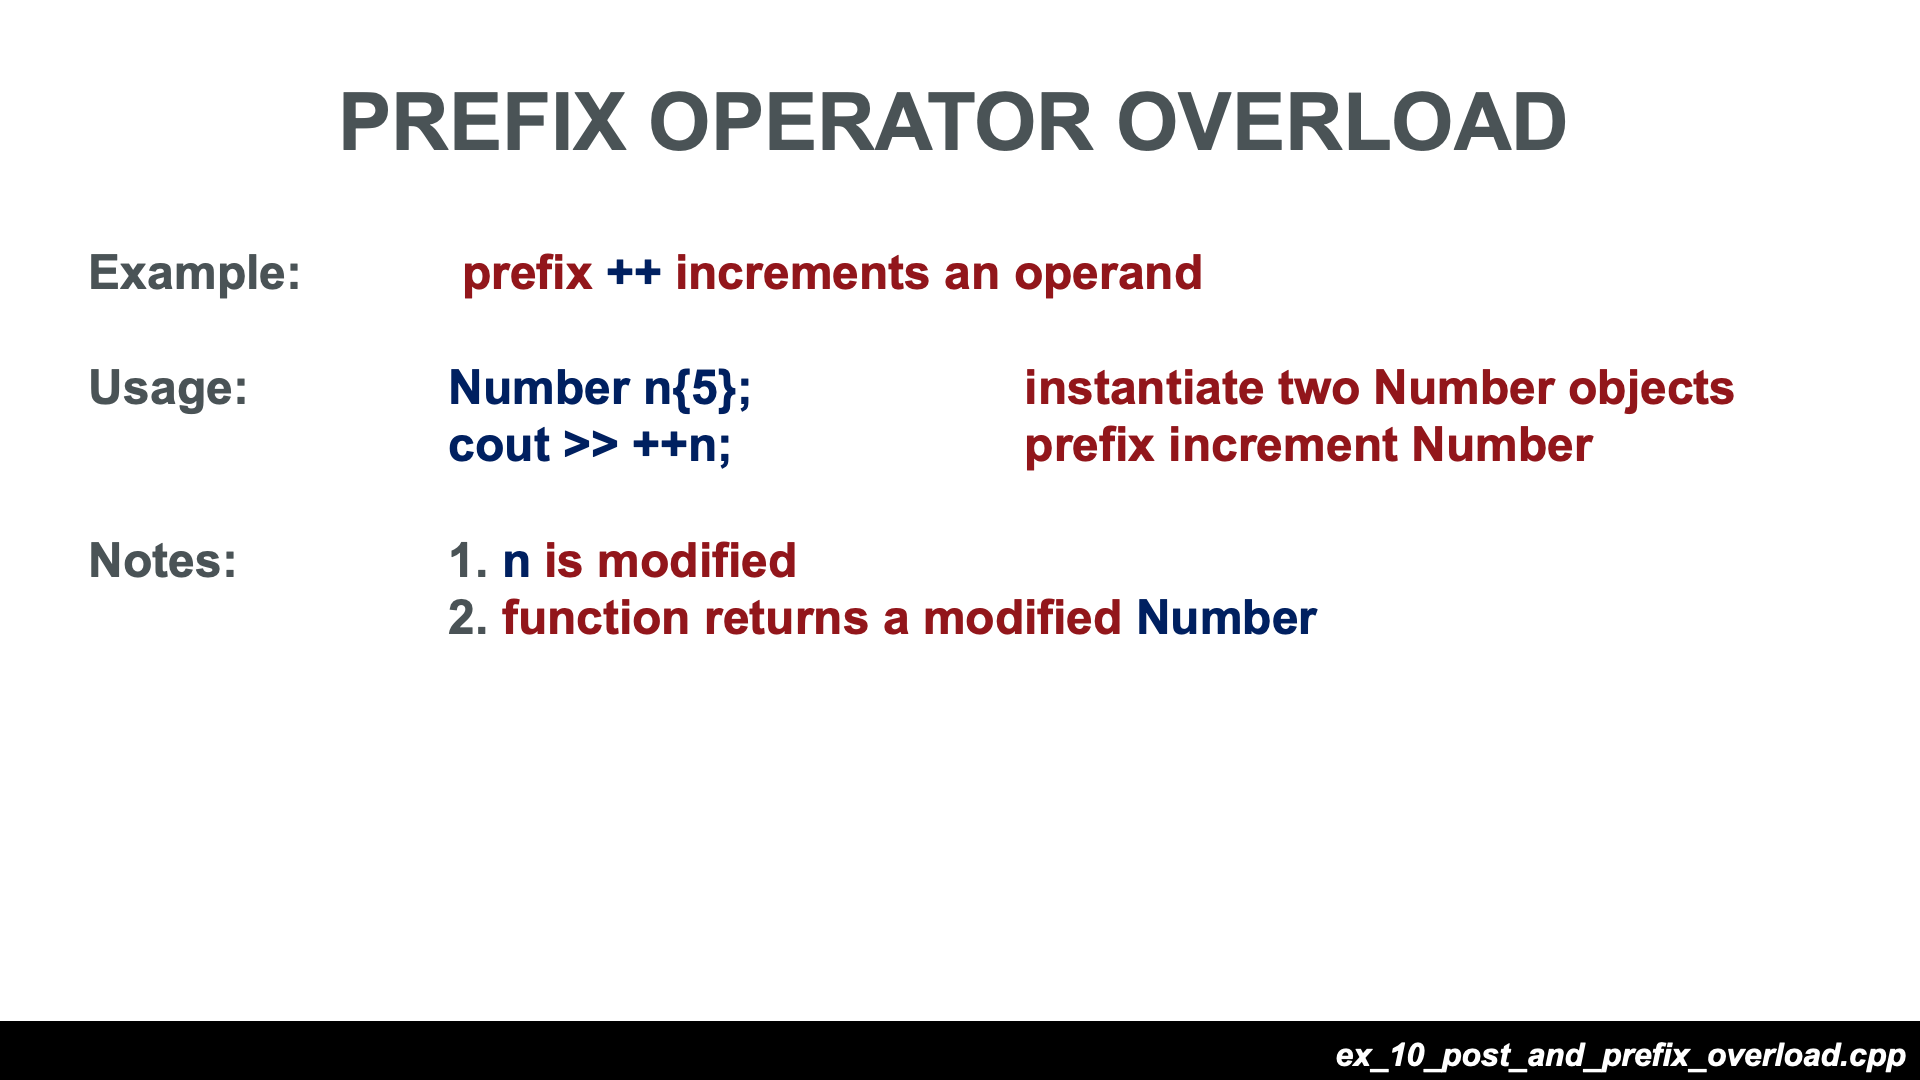 PREFIX OPERATOR OVERLOAD
Example: prefix ++ increments an operand
Usage: Number n{5}; instantiate two Number objects
cout >> ++n; prefix increment Number
Notes: 1. n is modified
2. function returns a modified Number
ex_10_post_and_prefix_overload.cpp